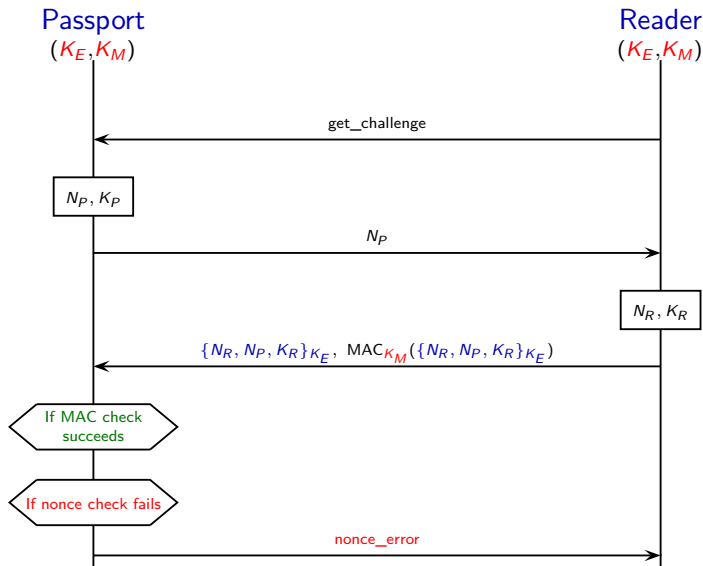 Passport Reader
(K_E, K_M) (K_E, K_M)
get_challenge
N_P, K_P
N_P
N_R, K_R
{N_R, N_P, K_R}_{K_E}, MAC_{K_M}({N_R, N_P, K_R}_{K_E})
If MAC check
succeeds
If nonce check fails
nonce_error